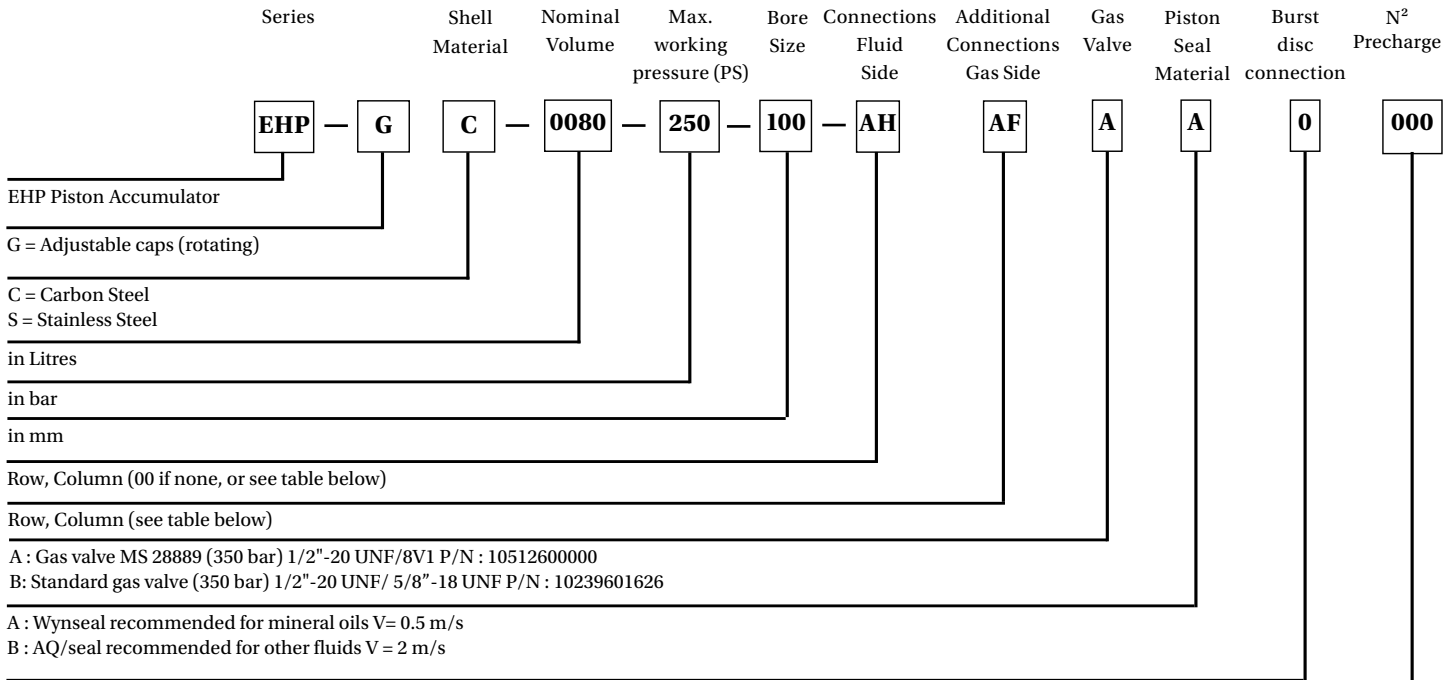 Series Shell Nominal Max. Bore Connections Additional Gas Piston Burst N²
Material Volume working Size Fluid Connections Valve Seal disc Precharge
pressure (PS) Side Gas Side Material connection
EHP — G C — 0080 — 250 — 100 — AH AF A A 0 000
EHP Piston Accumulator
G = Adjustable caps (rotating)
C = Carbon Steel
S = Stainless Steel
in Litres
in bar
in mm
Row, Column (00 if none, or see table below)
Row, Column (see table below)
A : Gas valve MS 28889 (350 bar) 1/2"-20 UNF/8V1 P/N : 10512600000
B: Standard gas valve (350 bar) 1/2"-20 UNF/ 5/8”-18 UNF P/N : 10239601626
A : Wynseal recommended for mineral oils V= 0.5 m/s
B : AQ/seal recommended for other fluids V = 2 m/s